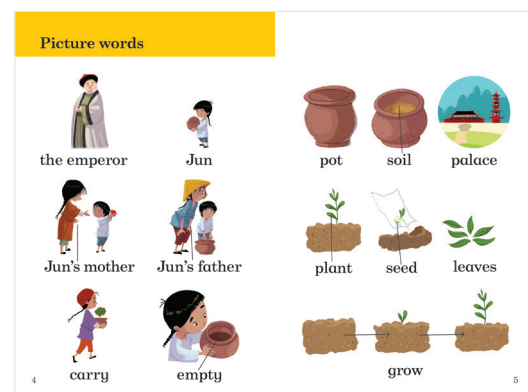 Picture words
the emperor
Jun
Jun's mother
Jun's father
carry
empty
4
pot
soil
palace
plant
seed
leaves
grow
5